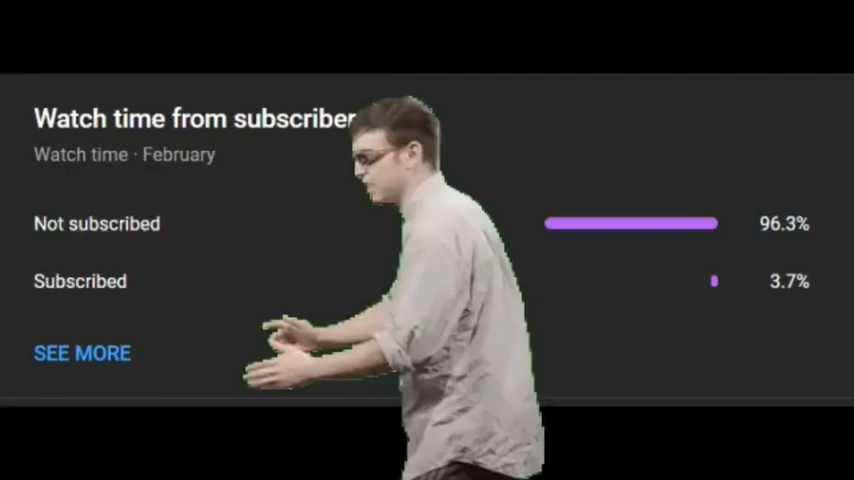 Watch time from subscriber
Watch time · February
Not subscribed 96.3%
Subscribed 3.7%
SEE MORE